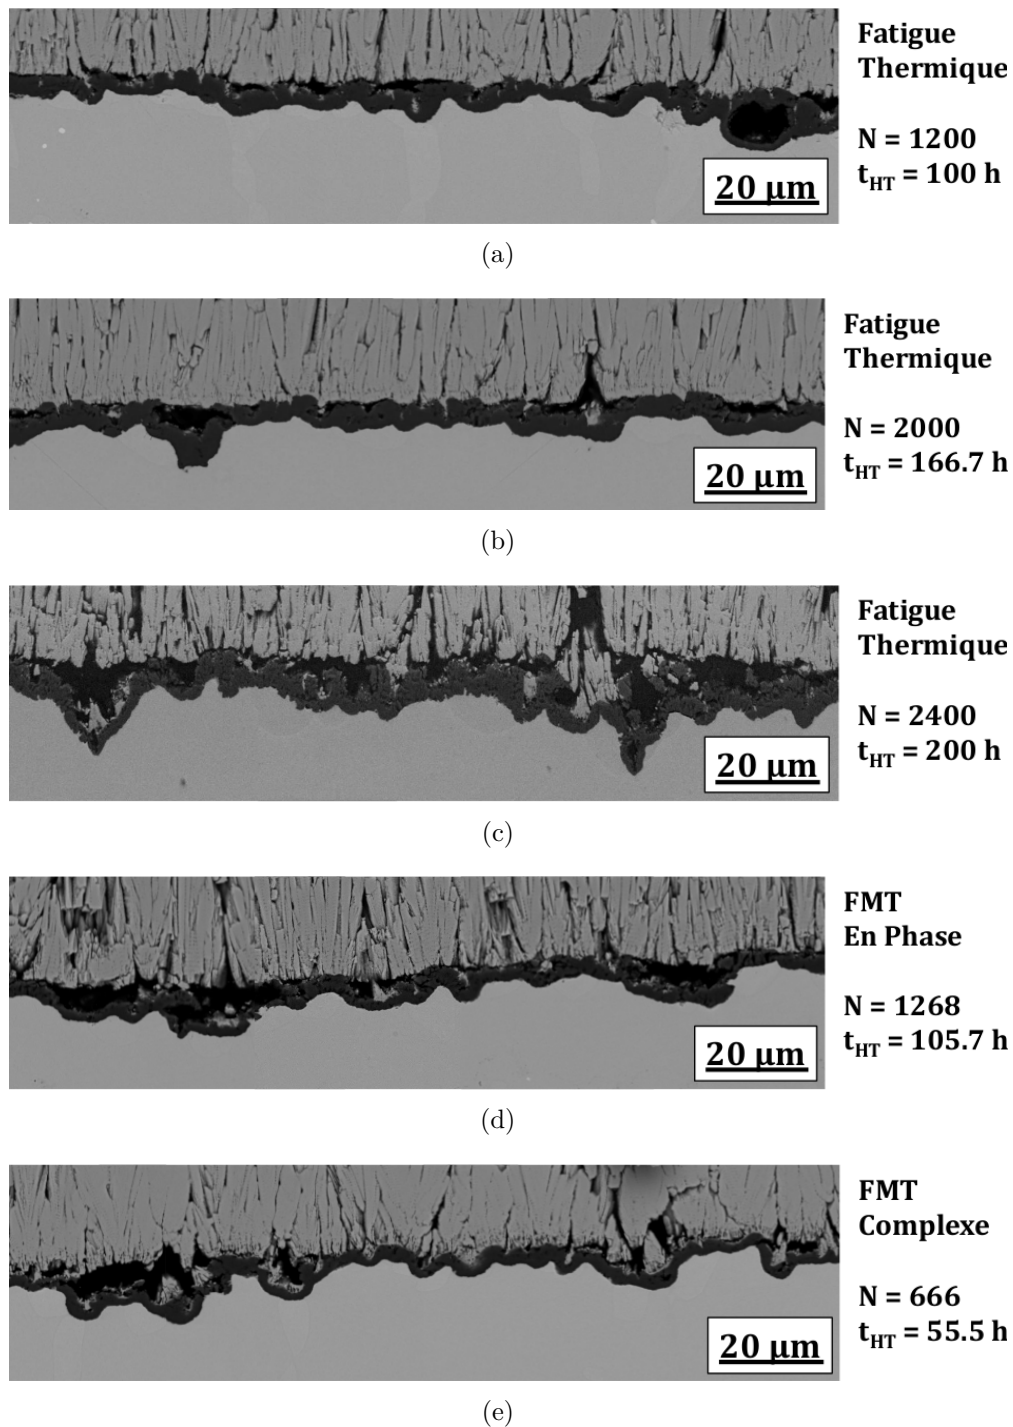 Fatigue
Thermique
N = 1200
t_HT = 100 h
20 µm
(a)
Fatigue
Thermique
N = 2000
t_HT = 166.7 h
20 µm
(b)
Fatigue
Thermique
N = 2400
t_HT = 200 h
20 µm
(c)
FMT
En Phase
N = 1268
t_HT = 105.7 h
20 µm
(d)
FMT
Complexe
N = 666
t_HT = 55.5 h
20 µm
(e)